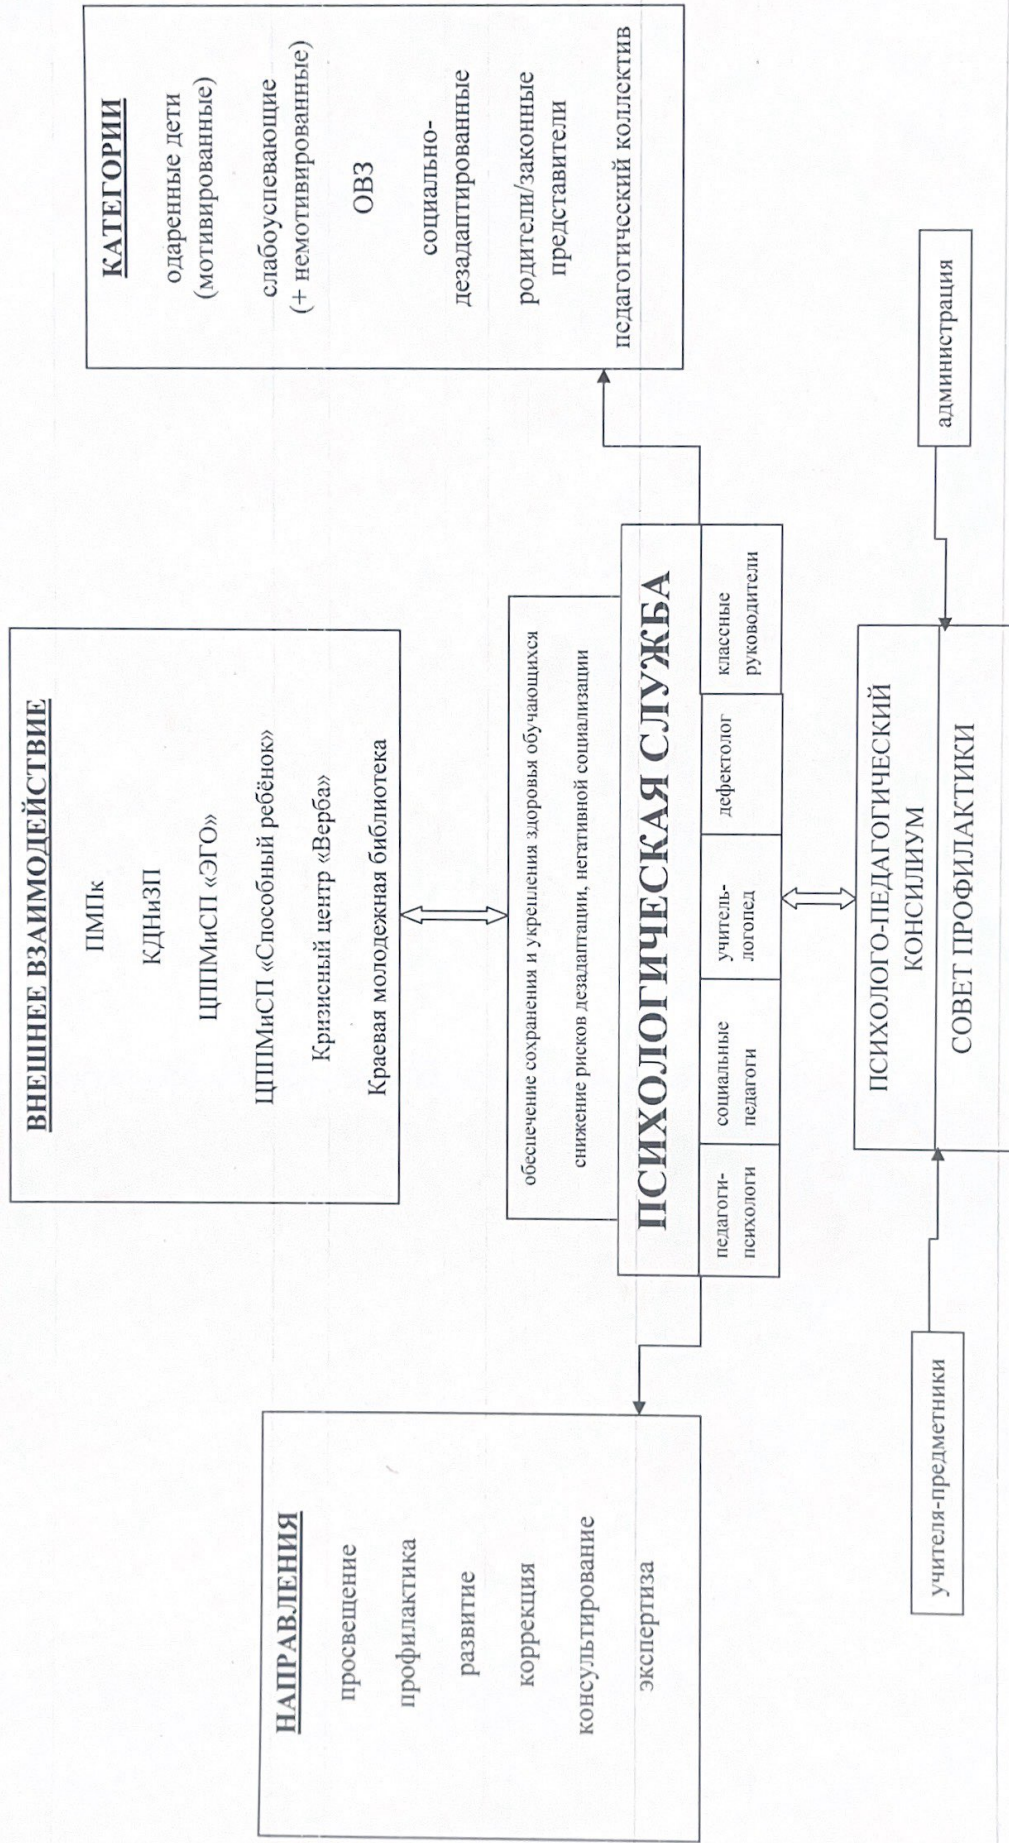 ВНЕШНЕЕ ВЗАИМОДЕЙСТВИЕ
ПМПк
КДНиЗП
ЦППМиСП «ЭГО»
ЦППМиСП «Способный ребёнок»
Кризисный центр «Верба»
Краевая молодежная библиотека
НАПРАВЛЕНИЯ
просвещение
профилактика
развитие
коррекция
консультирование
экспертиза
обеспечение сохранения и укрепления здоровья обучающихся
снижение рисков дезадаптации, негативной социализации
ПСИХОЛОГИЧЕСКАЯ СЛУЖБА
педагоги-
психологи
социальные
педагоги
учитель-
логопед
дефектолог
классные
руководители
КАТЕГОРИИ
одаренные дети
(мотивированные)
слабоуспевающие
(+ немотивированные)
ОВЗ
социально-
дезадаптированные
родители/законные
представители
педагогический коллектив
учителя-предметники
ПСИХОЛОГО-ПЕДАГОГИЧЕСКИЙ
КОНСИЛИУМ
СОВЕТ ПРОФИЛАКТИКИ
администрация